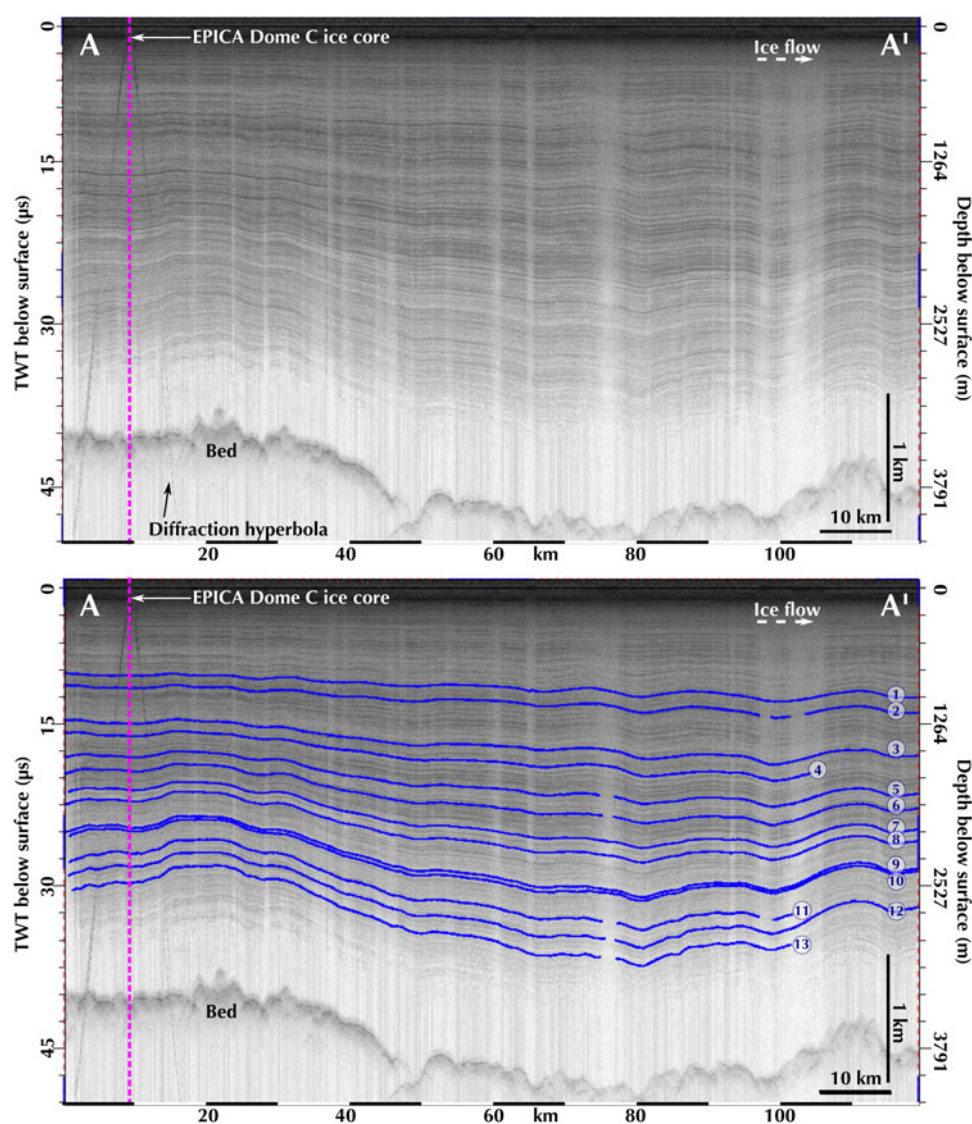 A
EPICA Dome C ice core
Ice flow
A'
0
15
30
45
TWT below surface (µs)
0
1264
2527
3791
Depth below surface (m)
Bed
Diffraction hyperbola
1 km
10 km
20 40 60 km 80 100
A
EPICA Dome C ice core
Ice flow
A'
0
15
30
45
TWT below surface (µs)
0
1264
2527
3791
Depth below surface (m)
1
2
3
4
5
6
7
8
9
10
11
12
13
Bed
1 km
10 km
20 40 60 km 80 100